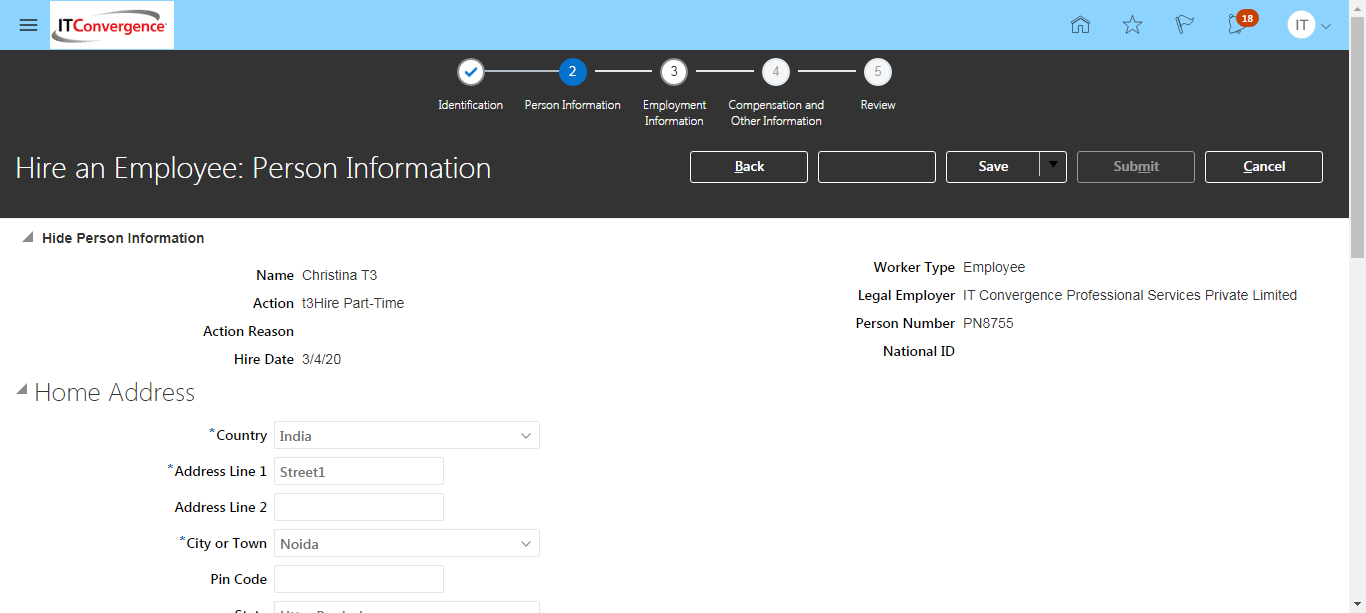 ITConvergence
18
IT
2
3
4
5
Identification
Person Information
Employment
Information
Compensation and
Other Information
Review
Hire an Employee: Person Information
Back
Save
Submit
Cancel
Hide Person Information
Name Christina T3
Action t3Hire Part-Time
Action Reason
Hire Date 3/4/20
Worker Type Employee
Legal Employer IT Convergence Professional Services Private Limited
Person Number PN8755
National ID
Home Address
*Country India
*Address Line 1 Street1
Address Line 2
*City or Town Noida
Pin Code